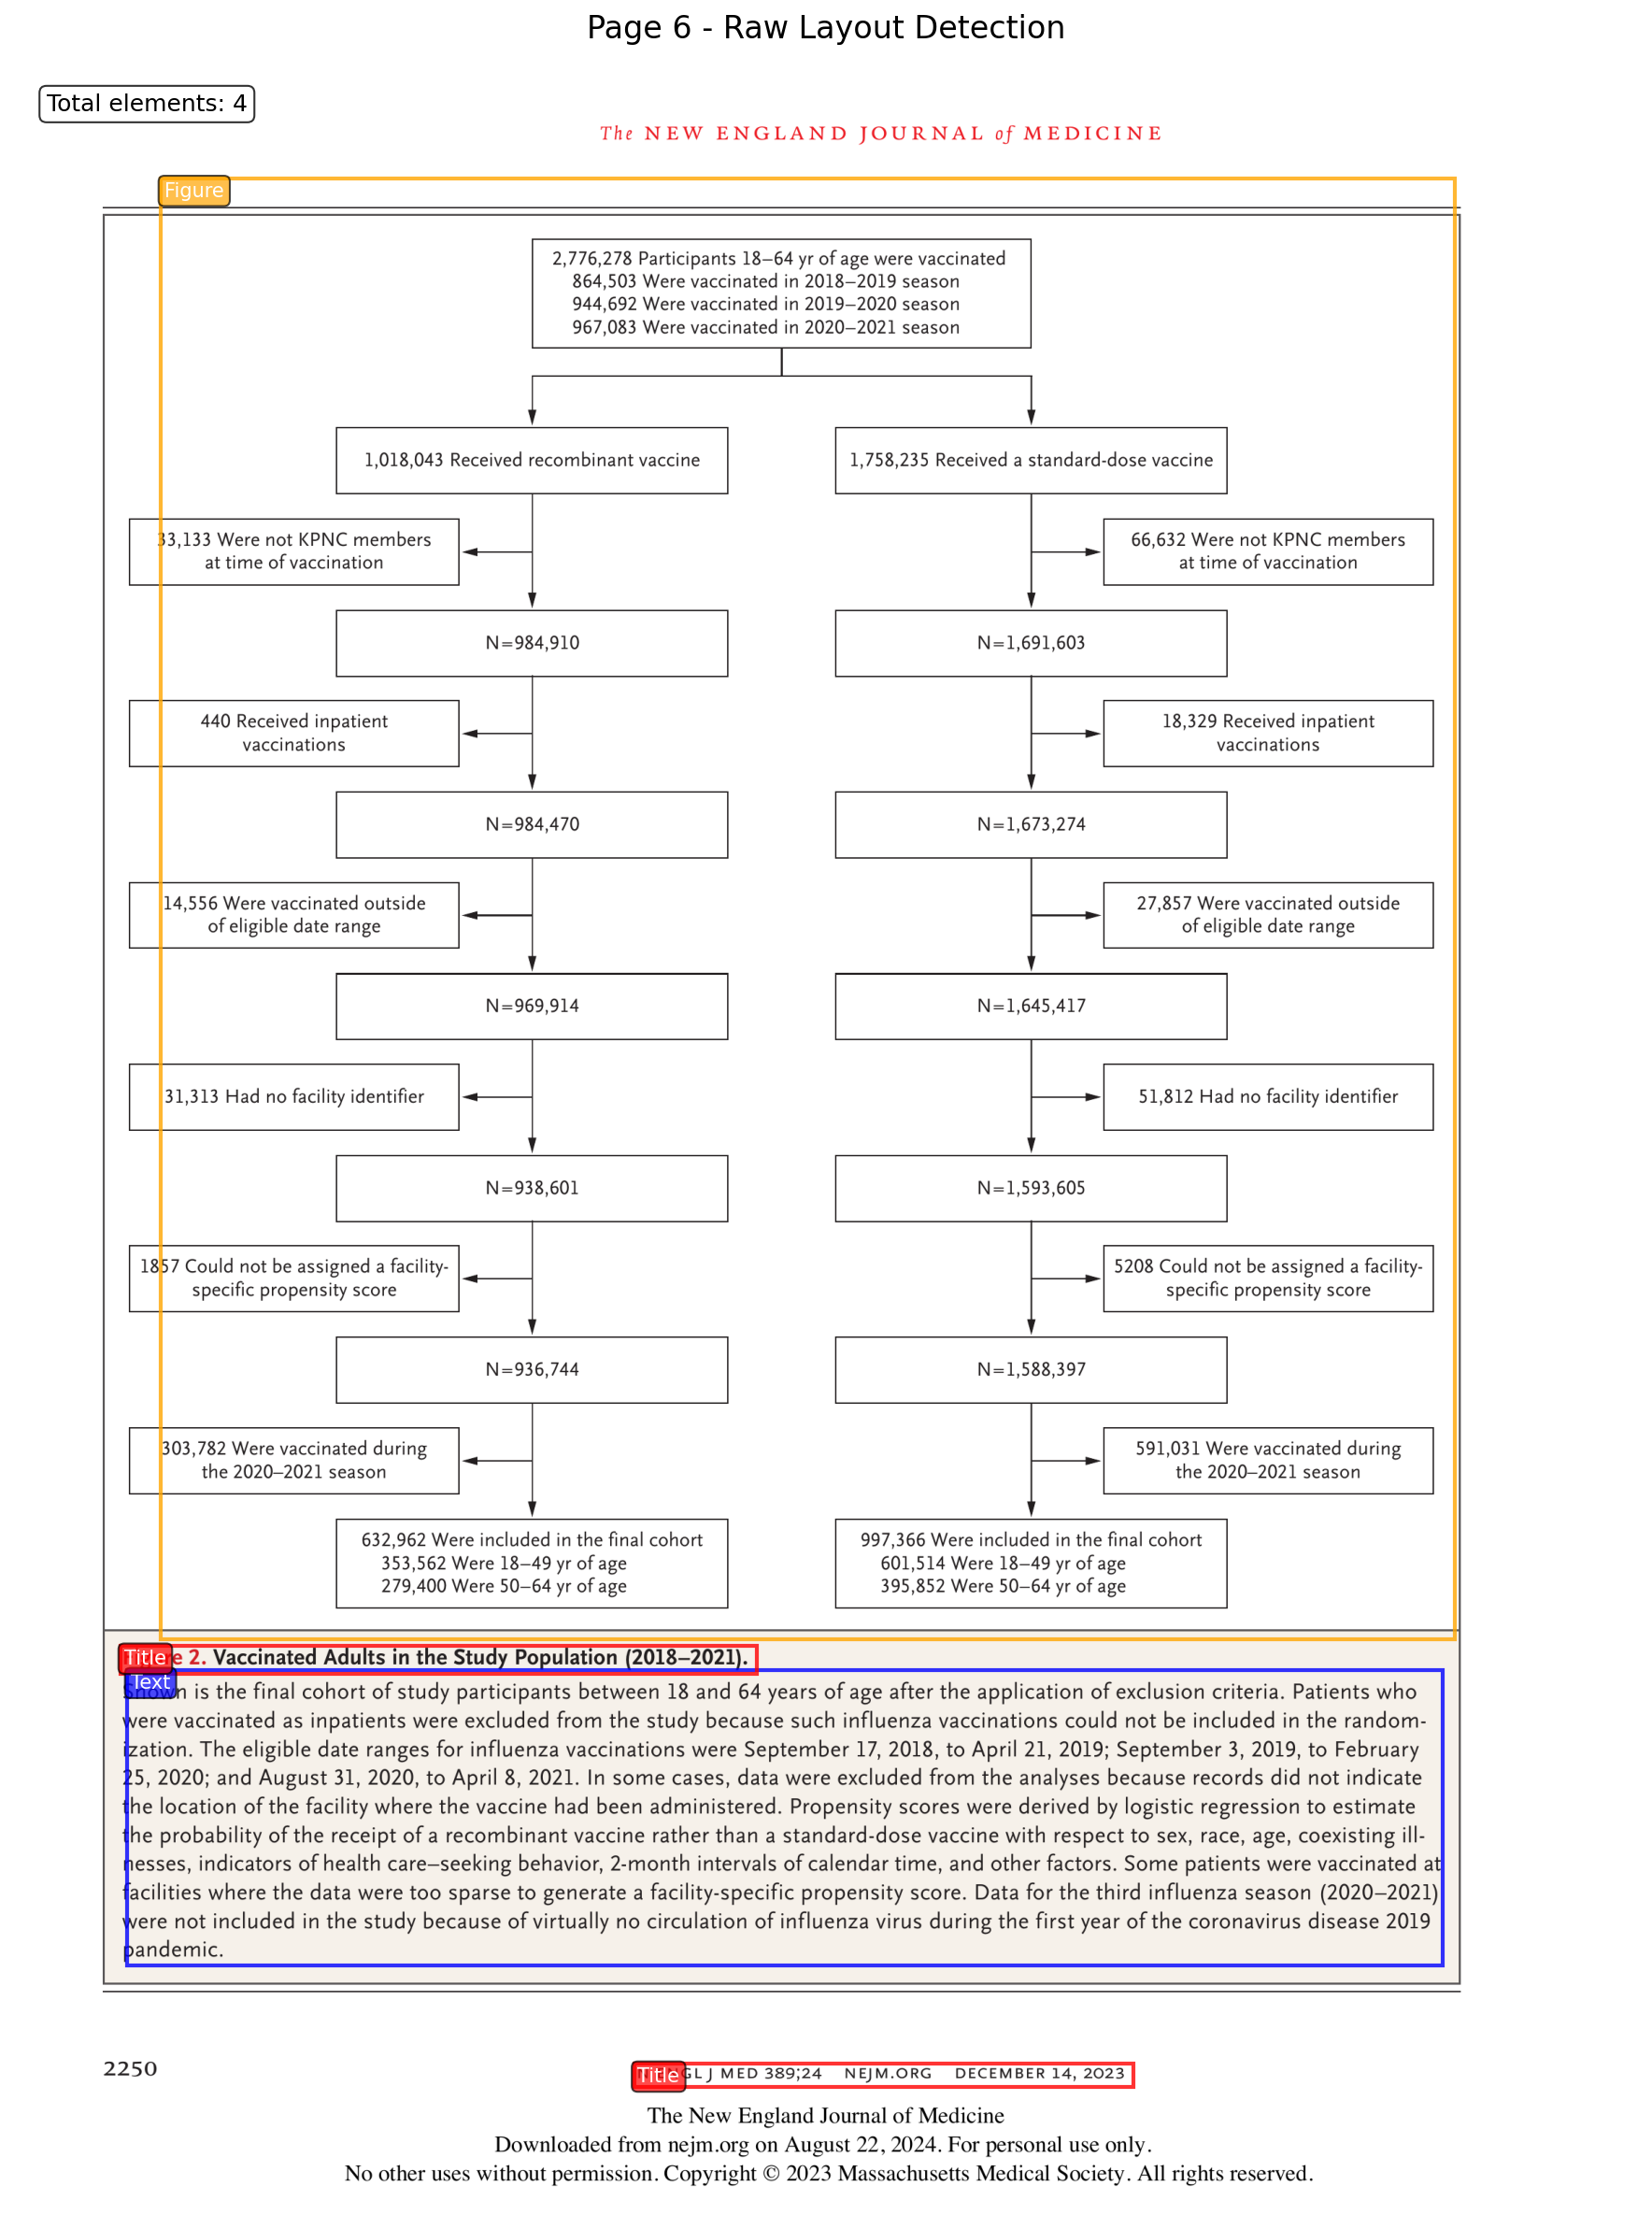 Page 6 - Raw Layout Detection
Total elements: 4
The NEW ENGLAND JOURNAL of MEDICINE
Figure
2,776,278 Participants 18–64 yr of age were vaccinated
864,503 Were vaccinated in 2018–2019 season
944,692 Were vaccinated in 2019–2020 season
967,083 Were vaccinated in 2020–2021 season
1,018,043 Received recombinant vaccine
1,758,235 Received a standard-dose vaccine
33,133 Were not KPNC members
at time of vaccination
66,632 Were not KPNC members
at time of vaccination
N=984,910
N=1,691,603
440 Received inpatient
vaccinations
18,329 Received inpatient
vaccinations
N=984,470
N=1,673,274
14,556 Were vaccinated outside
of eligible date range
27,857 Were vaccinated outside
of eligible date range
N=969,914
N=1,645,417
31,313 Had no facility identifier
51,812 Had no facility identifier
N=938,601
N=1,593,605
1857 Could not be assigned a facility-
specific propensity score
5208 Could not be assigned a facility-
specific propensity score
N=936,744
N=1,588,397
303,782 Were vaccinated during
the 2020–2021 season
591,031 Were vaccinated during
the 2020–2021 season
632,962 Were included in the final cohort
353,562 Were 18–49 yr of age
279,400 Were 50–64 yr of age
997,366 Were included in the final cohort
601,514 Were 18–49 yr of age
395,852 Were 50–64 yr of age
Title
2. Vaccinated Adults in the Study Population (2018–2021).
Text
Shown is the final cohort of study participants between 18 and 64 years of age after the application of exclusion criteria. Patients who
were vaccinated as inpatients were excluded from the study because such influenza vaccinations could not be included in the random-
ization. The eligible date ranges for influenza vaccinations were September 17, 2018, to April 21, 2019; September 3, 2019, to February
25, 2020; and August 31, 2020, to April 8, 2021. In some cases, data were excluded from the analyses because records did not indicate
the location of the facility where the vaccine had been administered. Propensity scores were derived by logistic regression to estimate
the probability of the receipt of a recombinant vaccine rather than a standard-dose vaccine with respect to sex, race, age, coexisting ill-
nesses, indicators of health care–seeking behavior, 2-month intervals of calendar time, and other factors. Some patients were vaccinated at
facilities where the data were too sparse to generate a facility-specific propensity score. Data for the third influenza season (2020–2021)
were not included in the study because of virtually no circulation of influenza virus during the first year of the coronavirus disease 2019
pandemic.
2250
Title
J MED 389;24 NEJM.ORG DECEMBER 14, 2023
The New England Journal of Medicine
Downloaded from nejm.org on August 22, 2024. For personal use only.
No other uses without permission. Copyright © 2023 Massachusetts Medical Society. All rights reserved.